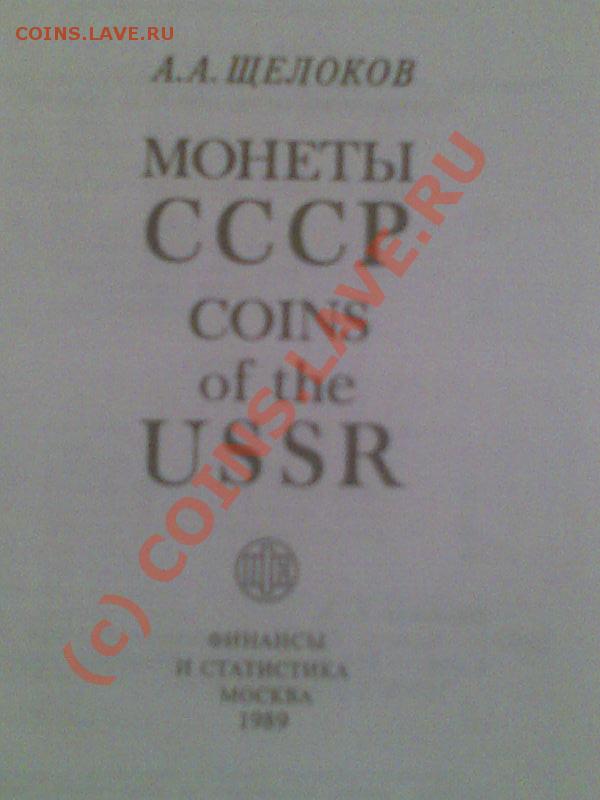 COINS.LAVE.RU
А.А. ЩЕЛОКОВ
МОНЕТЫ
СССР
COINS
of the
USSR
(c) COINS.LAVE.RU
ФИНАНСЫ
И СТАТИСТИКА
МОСКВА
1989